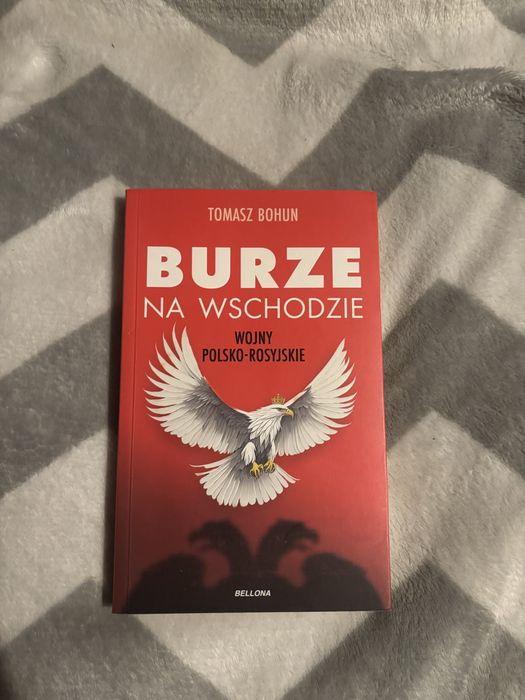 TOMASZ BOHUN
BURZE
NA WSCHODZIE
WOJNY
POLSKO-ROSYJSKIE
BELLONA